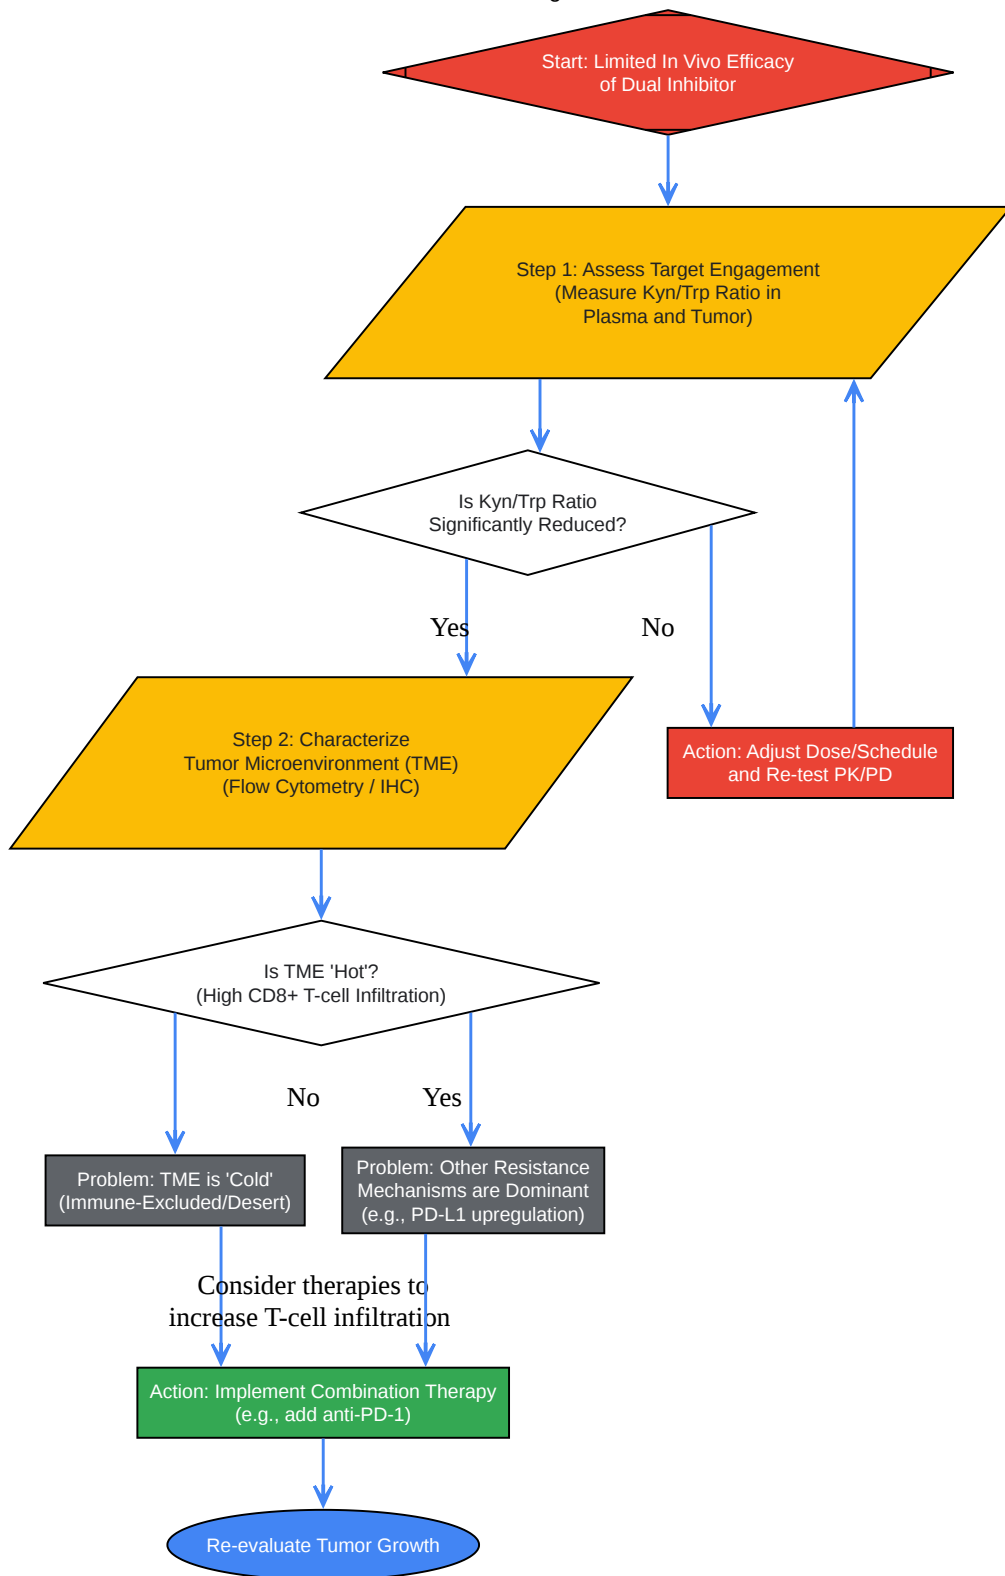 Start: Limited In Vivo Efficacy
of Dual Inhibitor
Step 1: Assess Target Engagement
(Measure Kyn/Trp Ratio in
Plasma and Tumor)
Is Kyn/Trp Ratio
Significantly Reduced?
Yes
No
Step 2: Characterize
Tumor Microenvironment (TME)
(Flow Cytometry / IHC)
Action: Adjust Dose/Schedule
and Re-test PK/PD
Is TME 'Hot'?
(High CD8+ T-cell Infiltration)
No
Yes
Problem: TME is 'Cold'
(Immune-Excluded/Desert)
Problem: Other Resistance
Mechanisms are Dominant
(e.g., PD-L1 upregulation)
Consider therapies to
increase T-cell infiltration
Action: Implement Combination Therapy
(e.g., add anti-PD-1)
Re-evaluate Tumor Growth